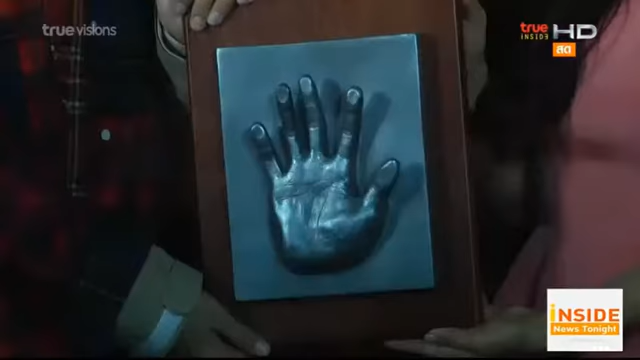 truevisions
true
INSIDE
HD
สด
INSIDE
News Tonight